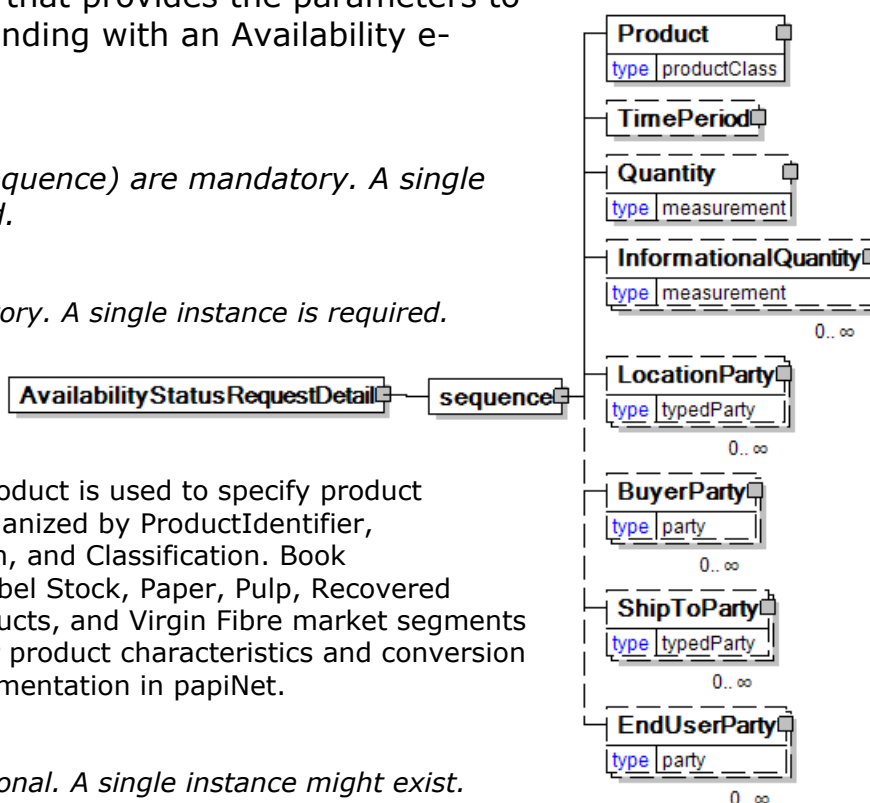 that provides the parameters to
nding with an Availability e-
quence) are mandatory. A single
d.
ory. A single instance is required.
oduct is used to specify product
anized by ProductIdentifier,
n, and Classification. Book
bel Stock, Paper, Pulp, Recovered
ucts, and Virgin Fibre market segments
r product characteristics and conversion
mentation in papiNet.
onal. A single instance might exist.
AvailabilityStatusRequestDetail
sequence
Product
type productClass
TimePeriod
Quantity
type measurement
InformationalQuantity
type measurement
0.. ∞
LocationParty
type typedParty
0.. ∞
BuyerParty
type party
0.. ∞
ShipToParty
type typedParty
0.. ∞
EndUserParty
type party
0.. ∞